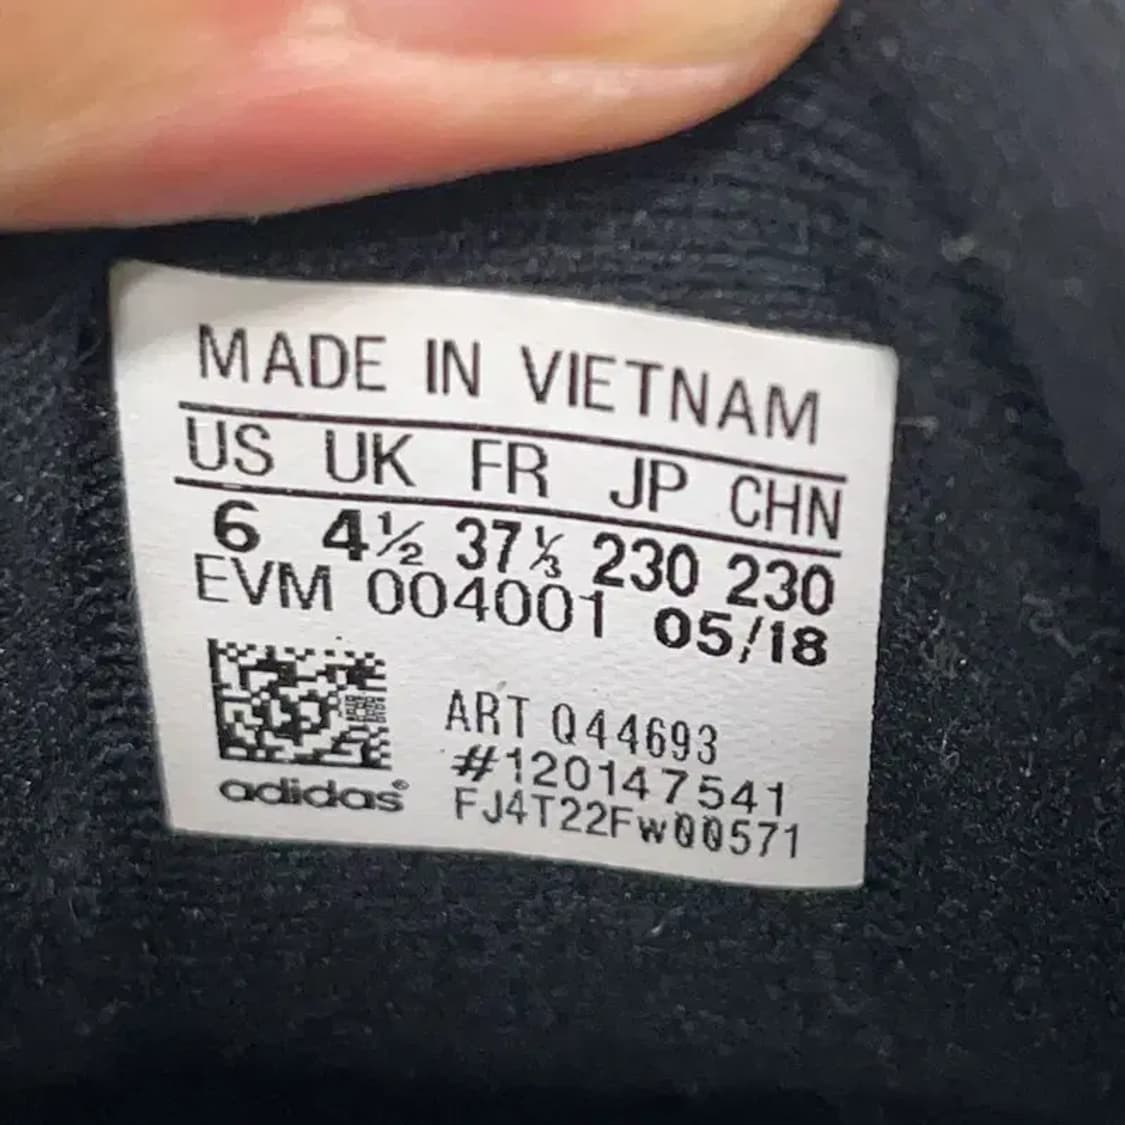 MADE IN VIETNAM
US UK FR JP CHN
6 4½ 37⅓ 230 230
EVM 004001 05/18
ART Q44693
#120147541
FJ4T22Fw00571
adidas®